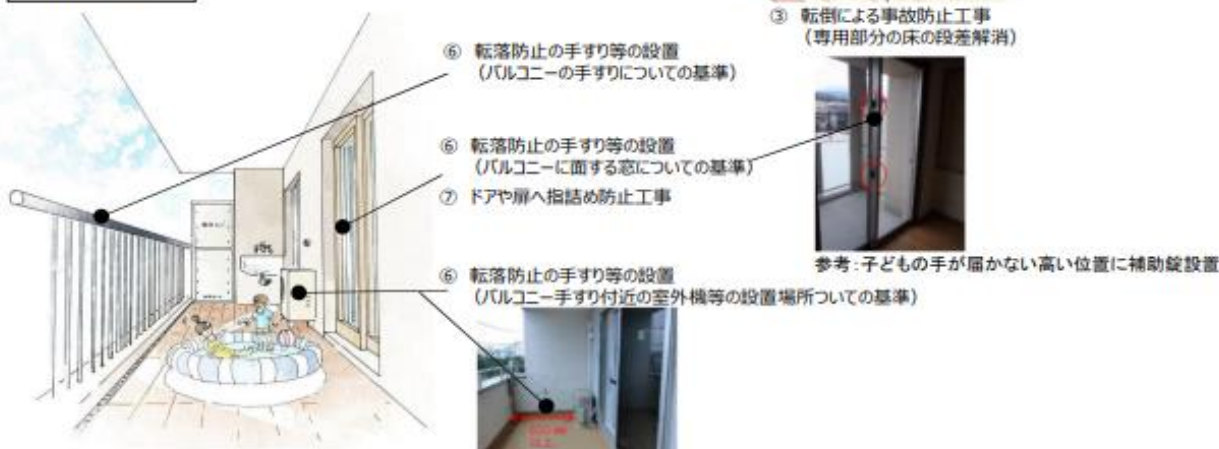 ③ 転倒による事故防止工事
（専用部分の床の段差解消）
⑥ 転落防止の手すり等の設置
（バルコニーの手すりについての基準）
⑥ 転落防止の手すり等の設置
（バルコニーに面する窓についての基準）
⑦ ドアや扉へ指詰め防止工事
参考：子どもの手が届かない高い位置に補助錠設置
⑥ 転落防止の手すり等の設置
（バルコニー手すり付近の室外機等の設置場所ついての基準）